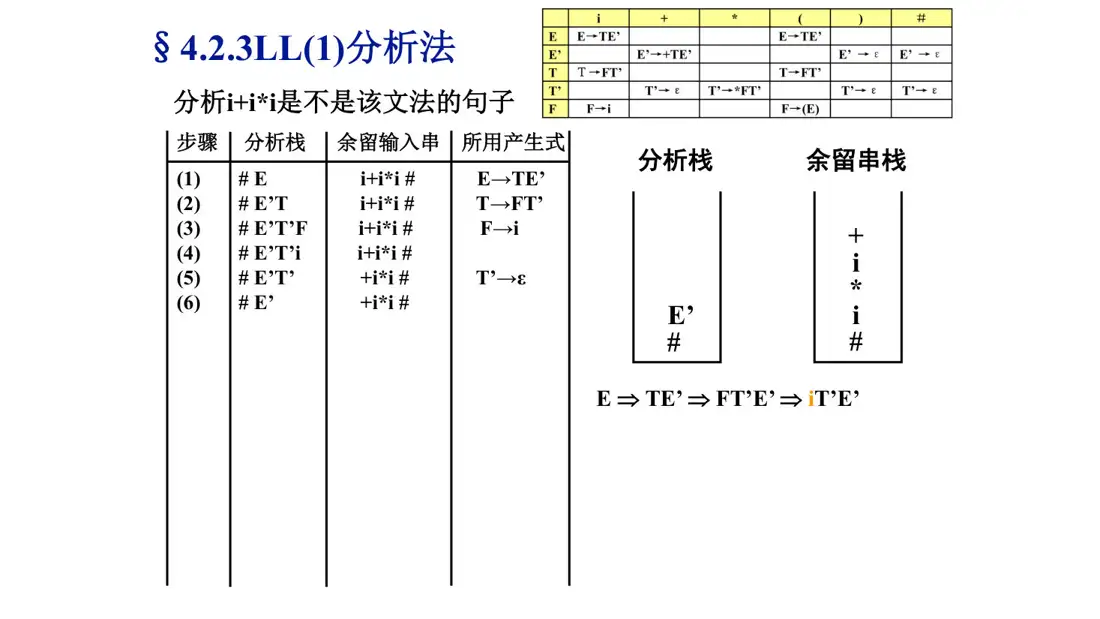 §4.2.3LL(1)分析法
i + * ( ) #
E E→TE’ E→TE’
E’ E’→+TE’ E’→ε E’→ε
T T→FT’ T→FT’
T’ T’→ε T’→*FT’ T’→ε T’→ε
F F→i F→(E)
分析i+i*i是不是该文法的句子
步骤 分析栈 余留输入串 所用产生式
(1) # E i+i*i # E→TE’
(2) # E’T i+i*i # T→FT’
(3) # E’T’F i+i*i # F→i
(4) # E’T’i i+i*i #
(5) # E’T’ +i*i # T’→ε
(6) # E’ +i*i #
分析栈 余留串栈
+
i
*
E’ i
# #
E ⇒ TE’ ⇒ FT’E’ ⇒ iT’E’